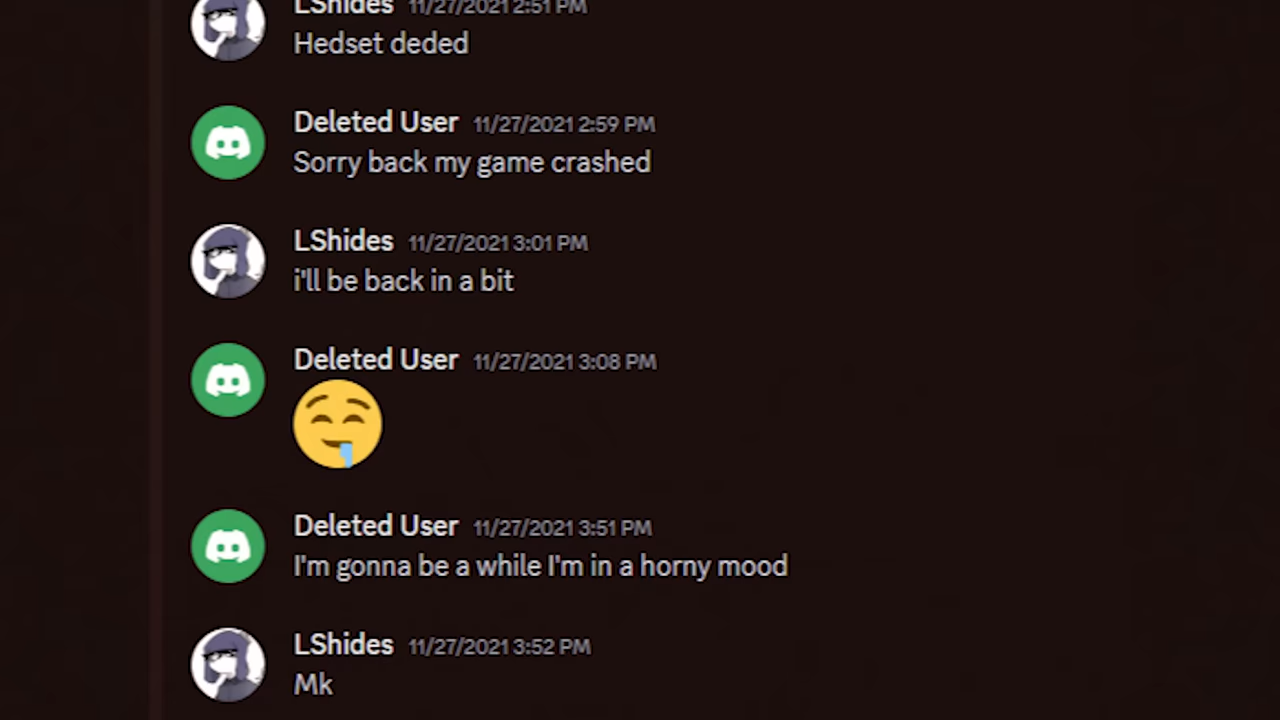 LShides 11/27/2021 2:51 PM
Hedset deded
Deleted User 11/27/2021 2:59 PM
Sorry back my game crashed
LShides 11/27/2021 3:01 PM
i'll be back in a bit
Deleted User 11/27/2021 3:08 PM
Deleted User 11/27/2021 3:51 PM
I'm gonna be a while I'm in a horny mood
LShides 11/27/2021 3:52 PM
Mk